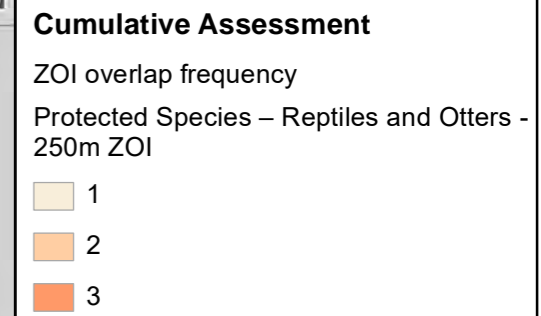 Cumulative Assessment
ZOI overlap frequency
Protected Species – Reptiles and Otters -
250m ZOI
1
2
3